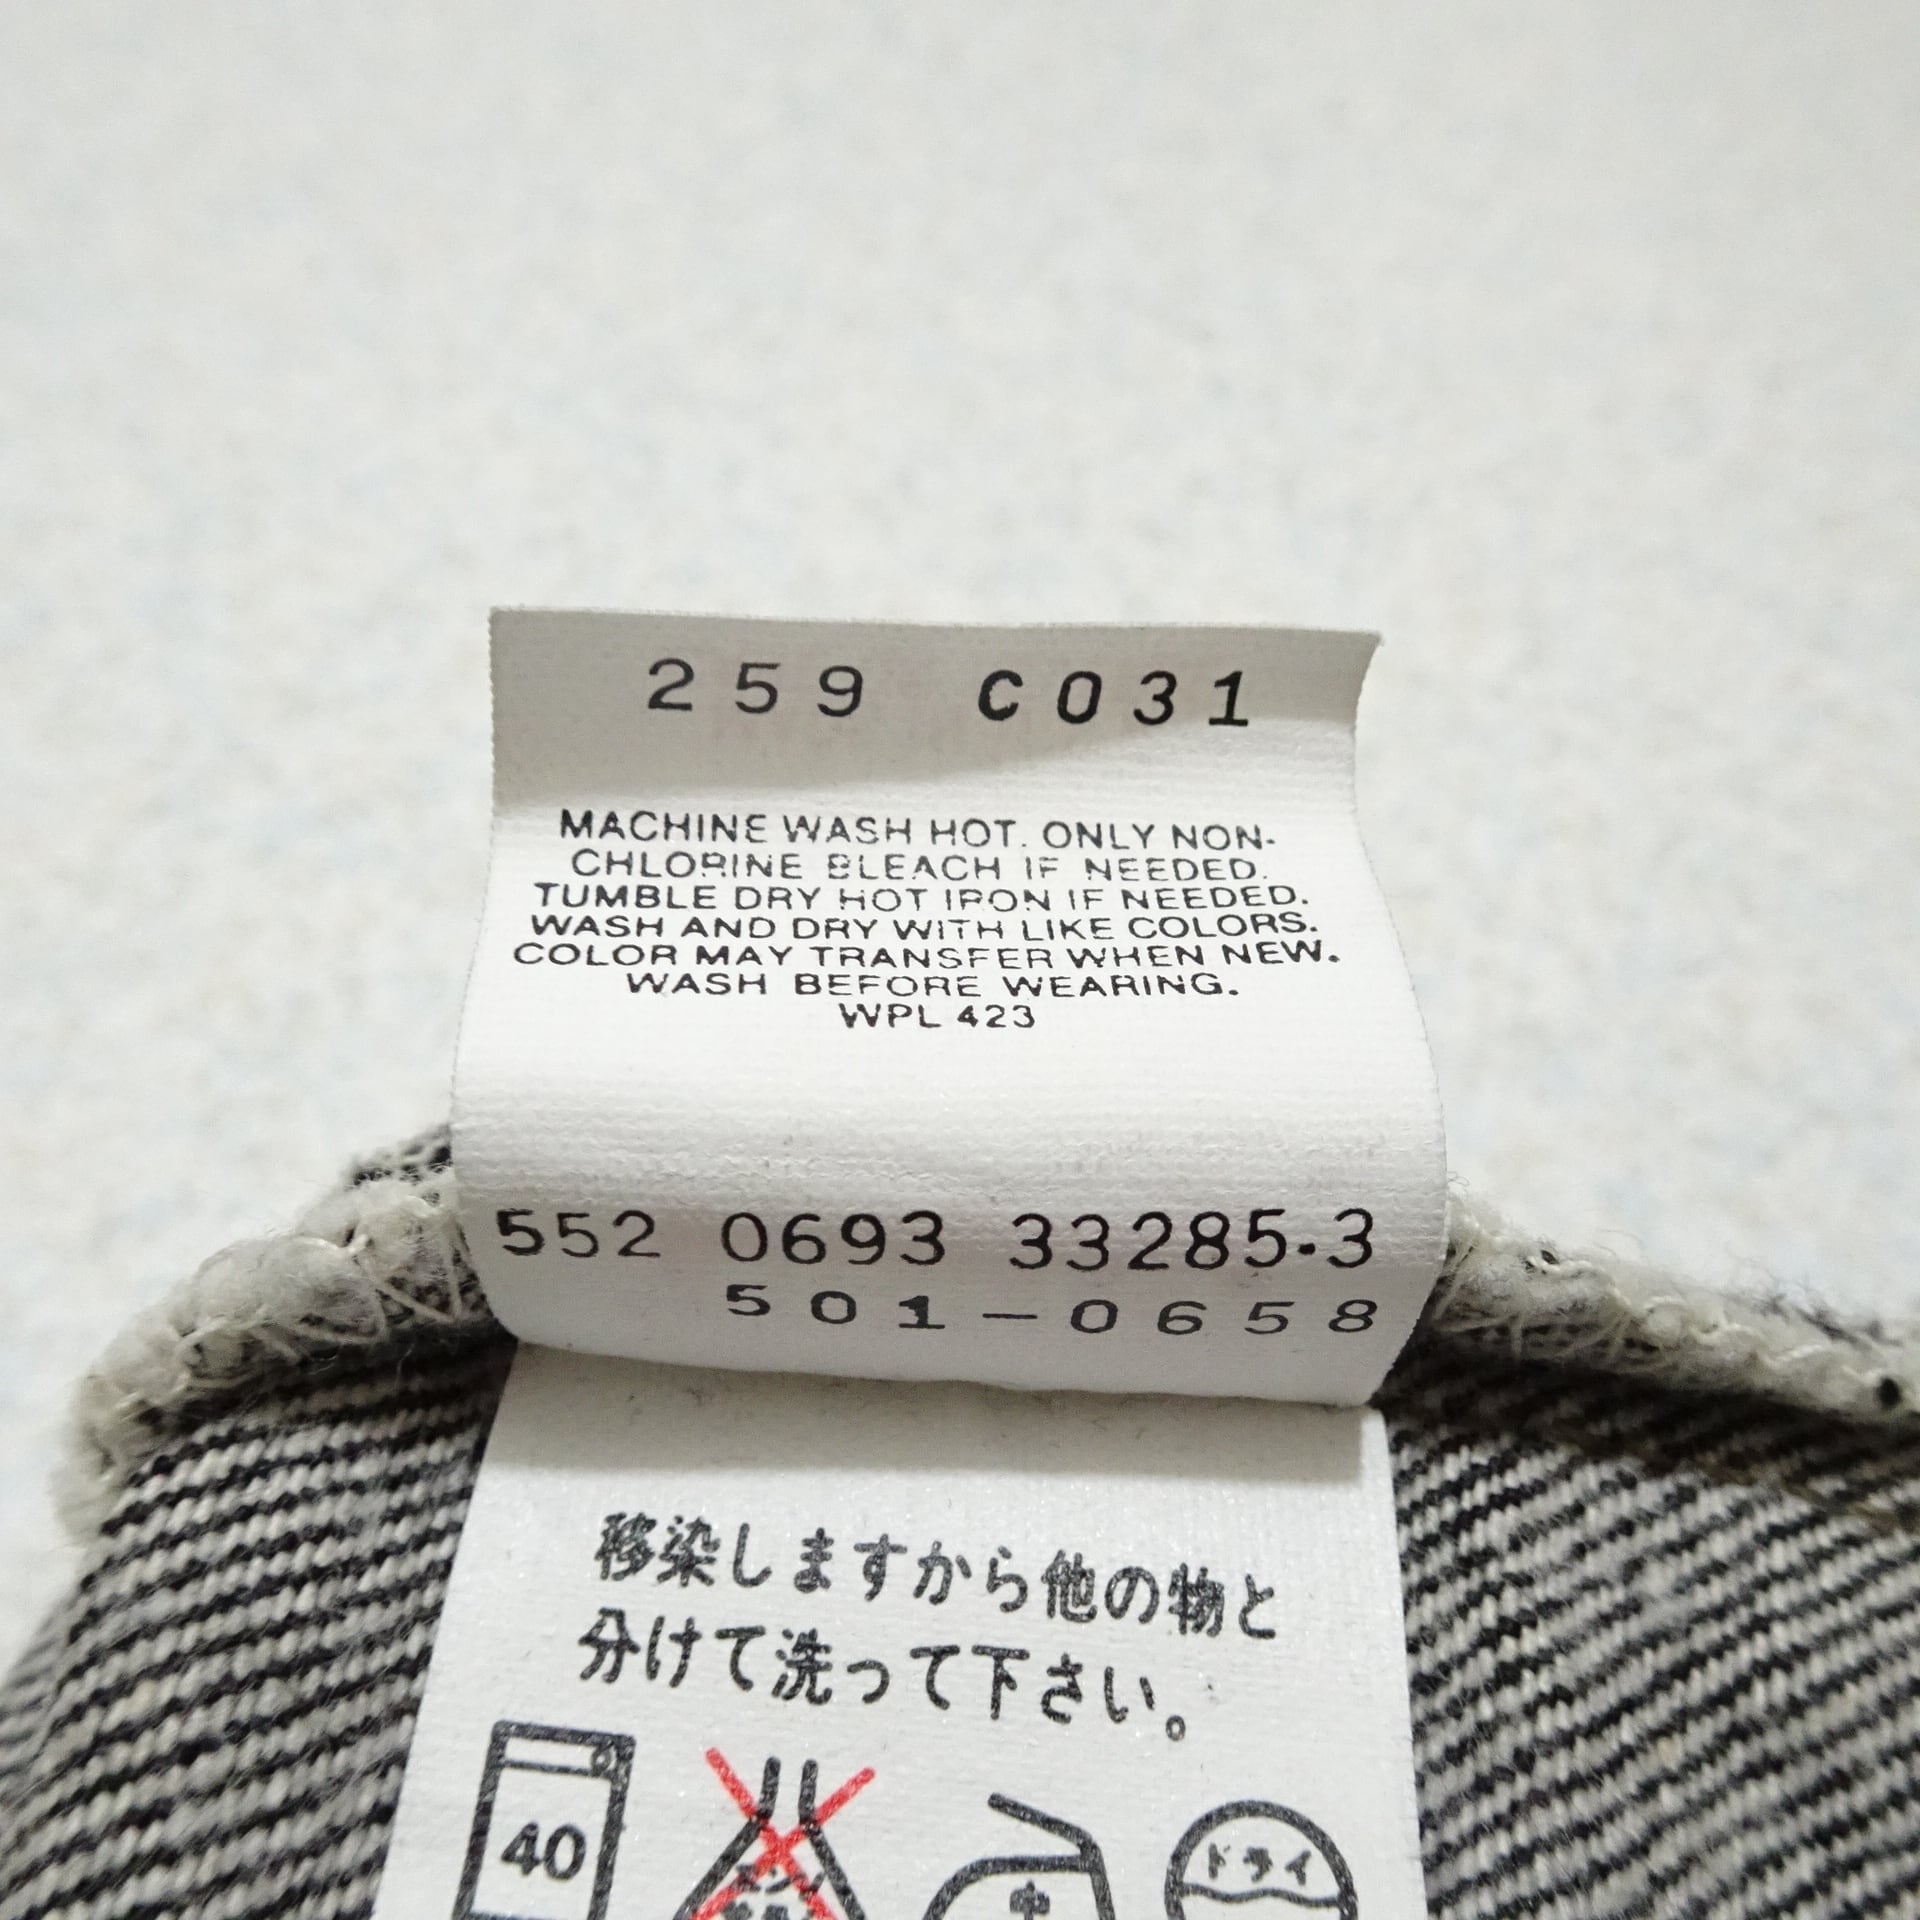 259 C031
MACHINE WASH HOT. ONLY NON-
CHLORINE BLEACH IF NEEDED.
TUMBLE DRY HOT IRON IF NEEDED.
WASH AND DRY WITH LIKE COLORS.
COLOR MAY TRANSFER WHEN NEW.
WASH BEFORE WEARING.
WPL 423
552 0693 33285.3
501-0658
移染しますから他の物と
分けて洗って下さい。
40
中
ドライ